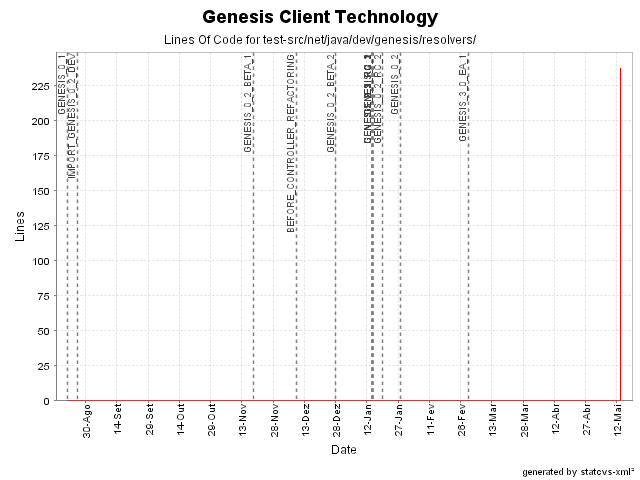 Genesis Client Technology
Lines Of Code for test-src/net/java/dev/genesis/resolvers/
GENESIS_0_1
IMPORT_GENESIS_0_2_DEV
GENESIS_0_2_BETA_1
BEFORE_CONTROLLER_REFACTORING
GENESIS_0_2_BETA_2
GENESIS_0_2_RC_2
GENESIS_0_2
GENESIS_3_0_EA_1
Lines
225
200
175
150
125
100
75
50
25
0
30-Ago
14-Set
29-Set
14-Out
29-Out
13-Nov
28-Nov
13-Dez
28-Dez
12-Jan
27-Jan
11-Fev
26-Fev
13-Mar
28-Mar
12-Abr
27-Abr
12-Mai
Date
generated by statcvs-xml²